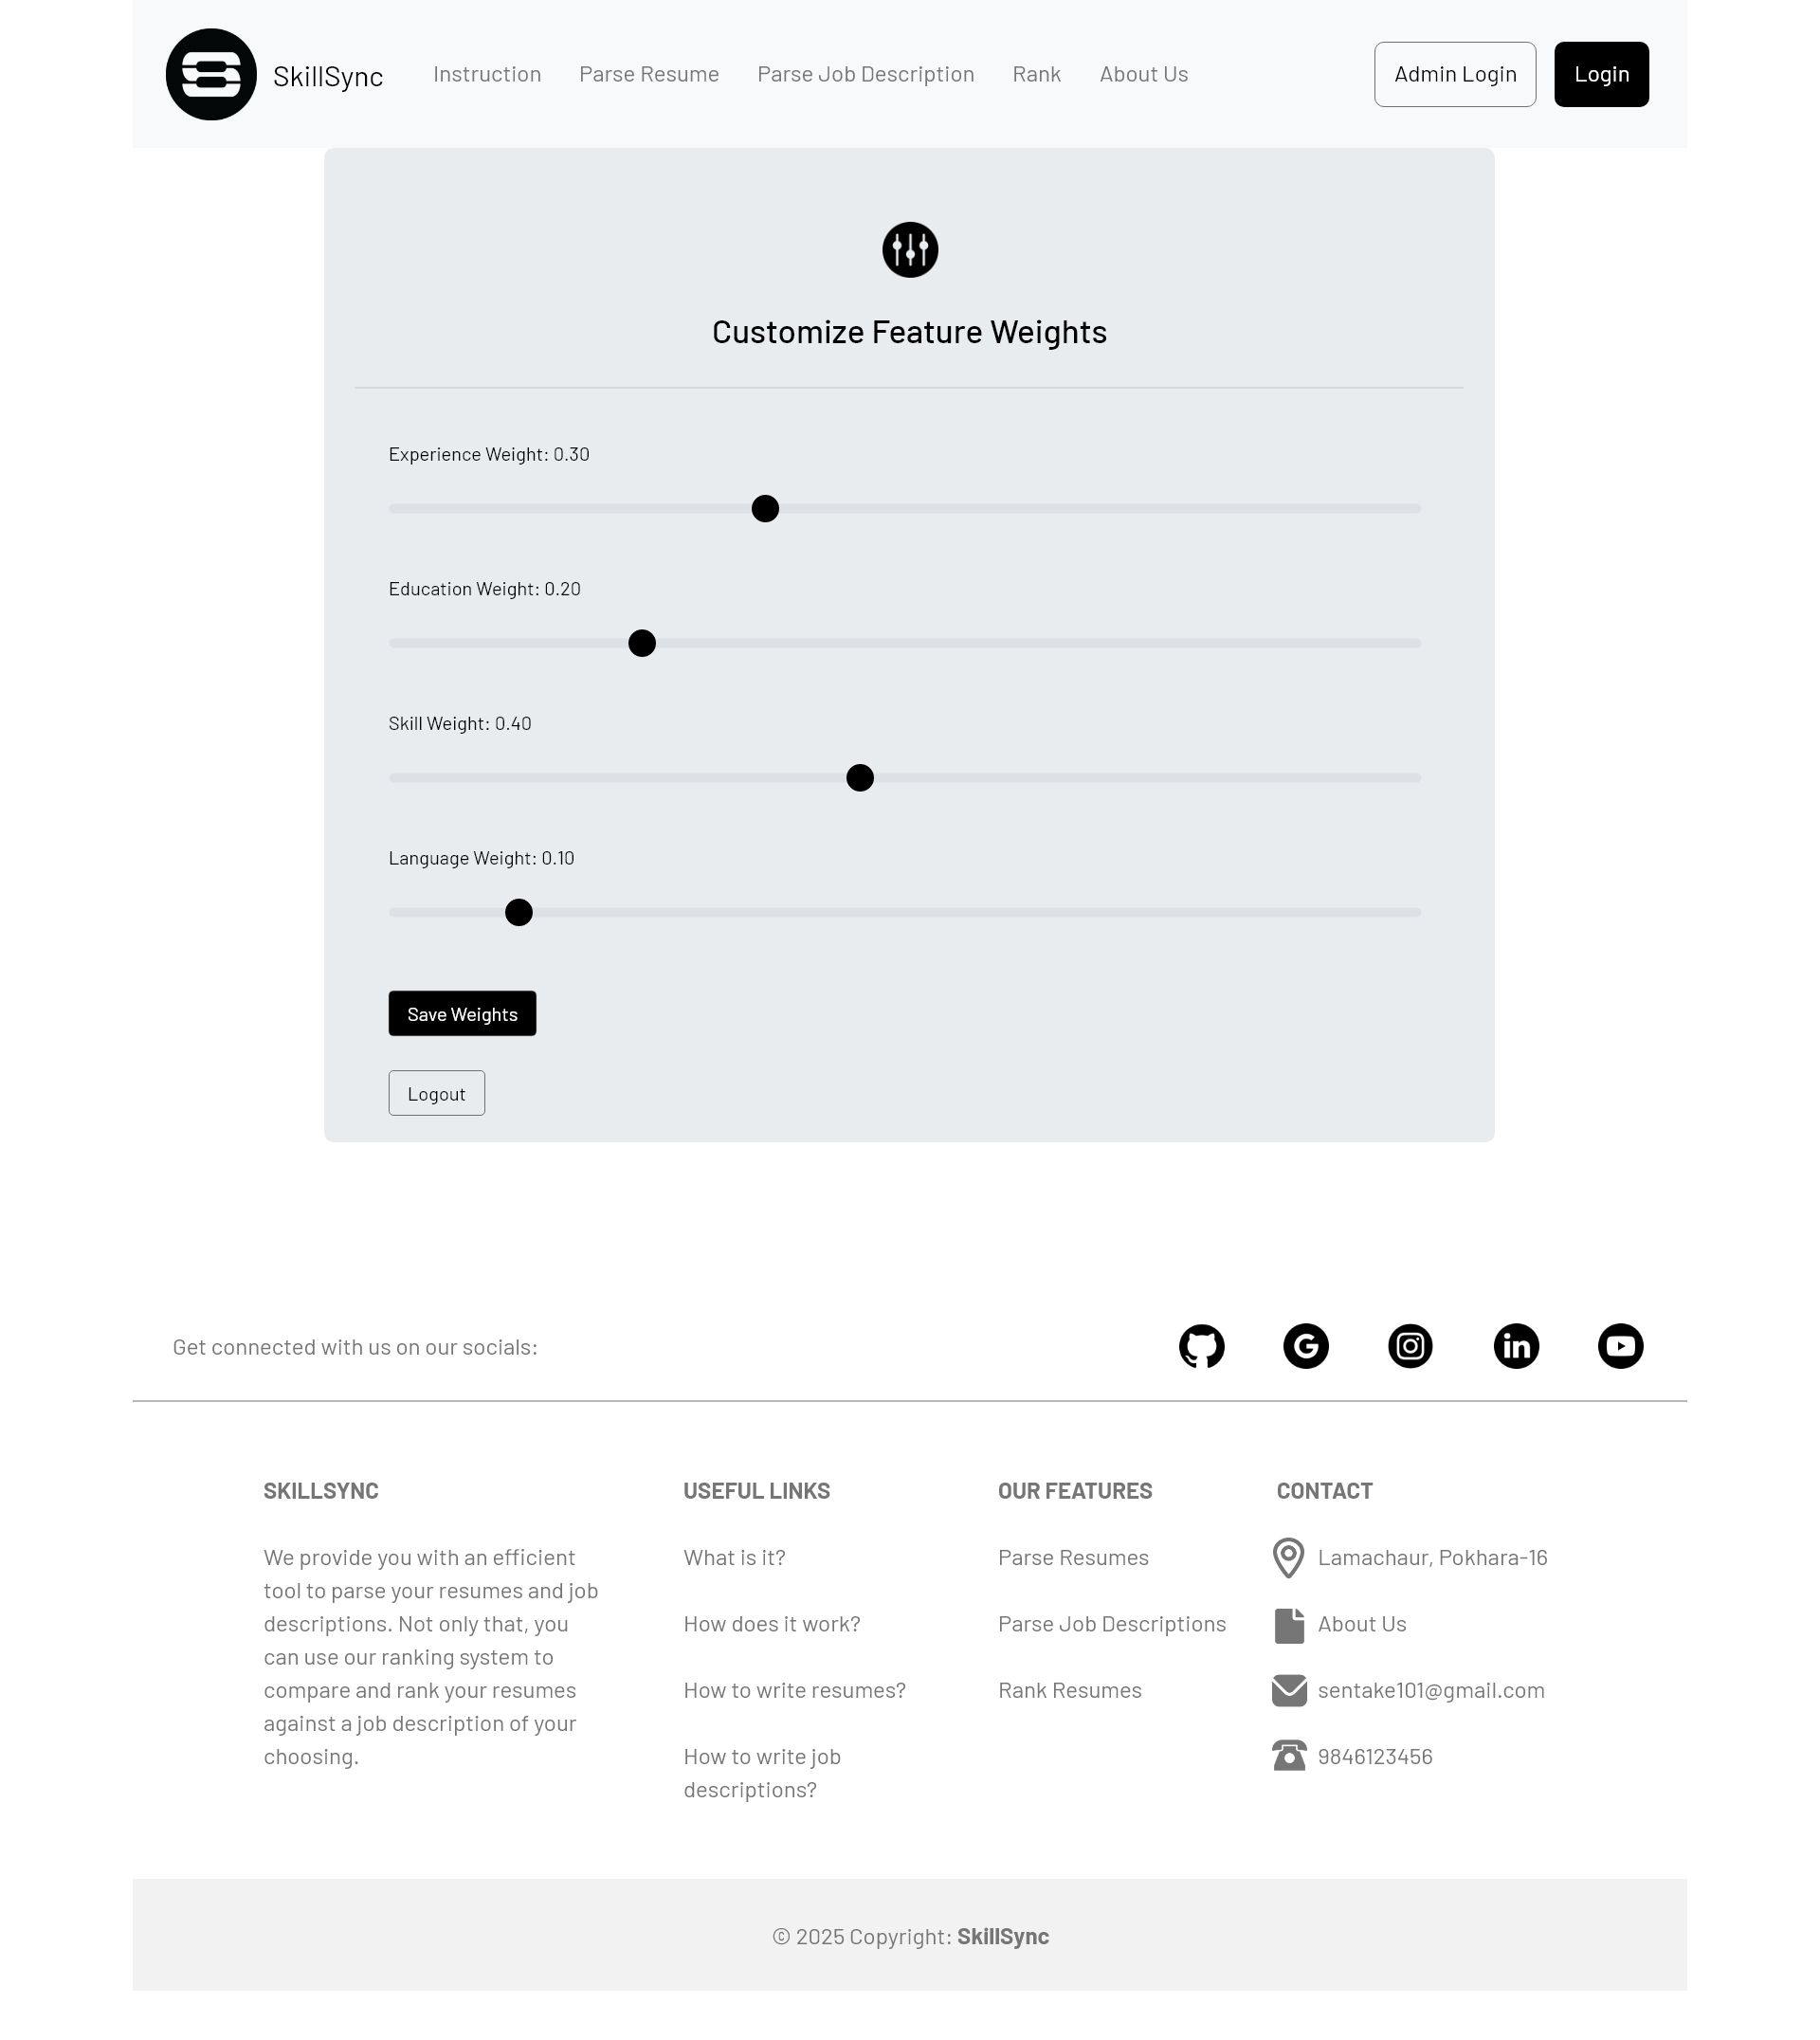 SkillSync
Instruction
Parse Resume
Parse Job Description
Rank
About Us
Admin Login
Login
Customize Feature Weights
Experience Weight: 0.30
Education Weight: 0.20
Skill Weight: 0.40
Language Weight: 0.10
Save Weights
Logout
Get connected with us on our socials:
SKILLSYNC
We provide you with an efficient
tool to parse your resumes and job
descriptions. Not only that, you
can use our ranking system to
compare and rank your resumes
against a job description of your
choosing.
USEFUL LINKS
What is it?
How does it work?
How to write resumes?
How to write job
descriptions?
OUR FEATURES
Parse Resumes
Parse Job Descriptions
Rank Resumes
CONTACT
Lamachaur, Pokhara-16
About Us
sentake101@gmail.com
9846123456
© 2025 Copyright: SkillSync